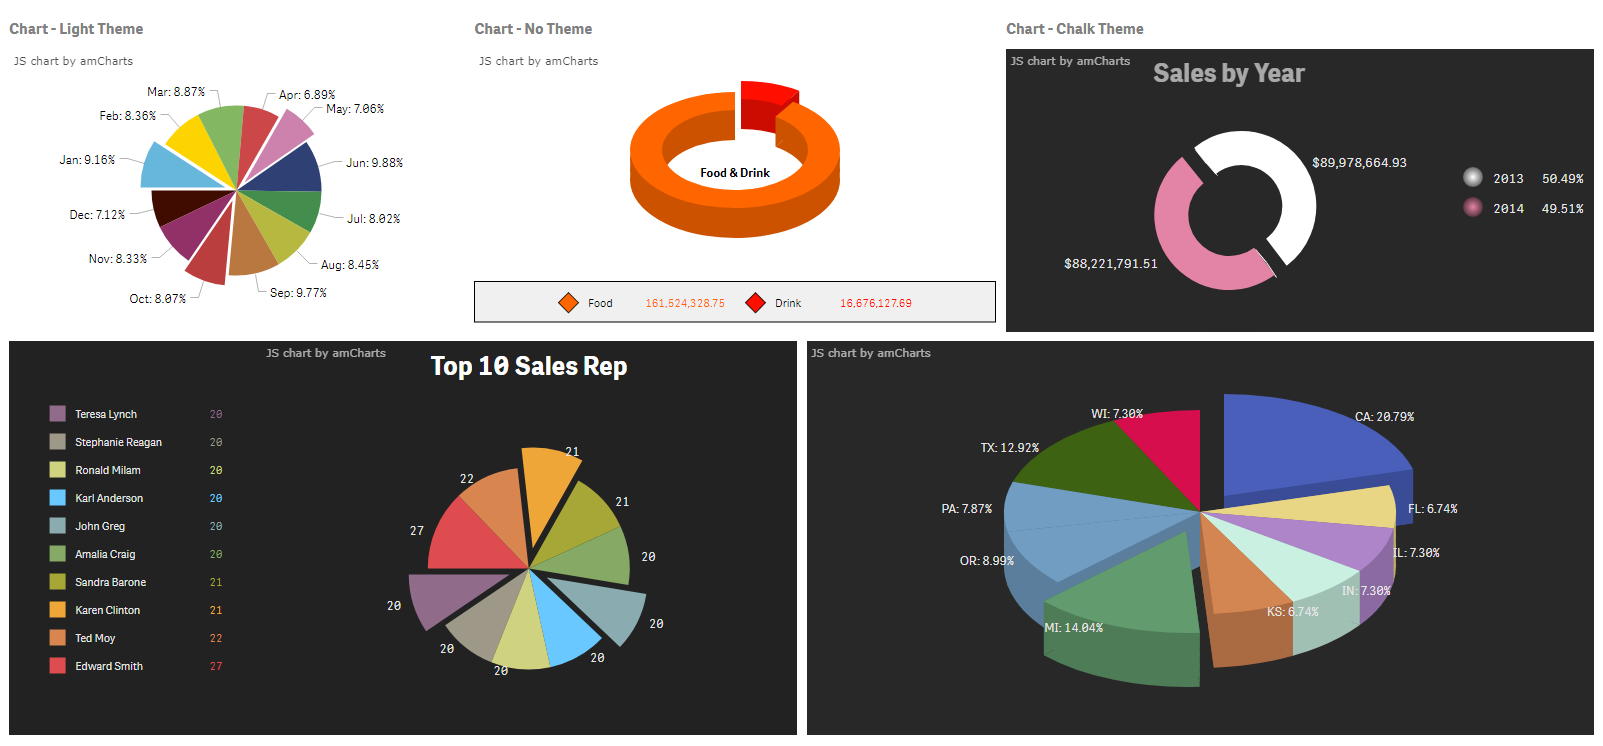 Chart - Light Theme
JS chart by amCharts
Mar: 8.87%
Apr: 6.89%
May: 7.06%
Feb: 8.36%
Jan: 9.16%
Jun: 9.88%
Dec: 7.12%
Jul: 8.02%
Nov: 8.33%
Aug: 8.45%
Oct: 8.07%
Sep: 9.77%
Chart - No Theme
JS chart by amCharts
Food & Drink
Food 161,524,328.75 Drink 16,676,127.69
Chart - Chalk Theme
JS chart by amCharts
Sales by Year
$89,978,664.93
$88,221,791.51
2013 50.49%
2014 49.51%
JS chart by amCharts
Top 10 Sales Rep
Teresa Lynch 20
Stephanie Reagan 20
Ronald Milam 20
Karl Anderson 20
John Greg 20
Amalia Craig 20
Sandra Barone 21
Karen Clinton 21
Ted Moy 22
Edward Smith 27
21
22
21
27
20
20
20
20
20
20
JS chart by amCharts
WI: 7.30%
CA: 20.79%
TX: 12.92%
PA: 7.87%
FL: 6.74%
OR: 8.99%
IL: 7.30%
IN: 7.30%
KS: 6.74%
MI: 14.04%